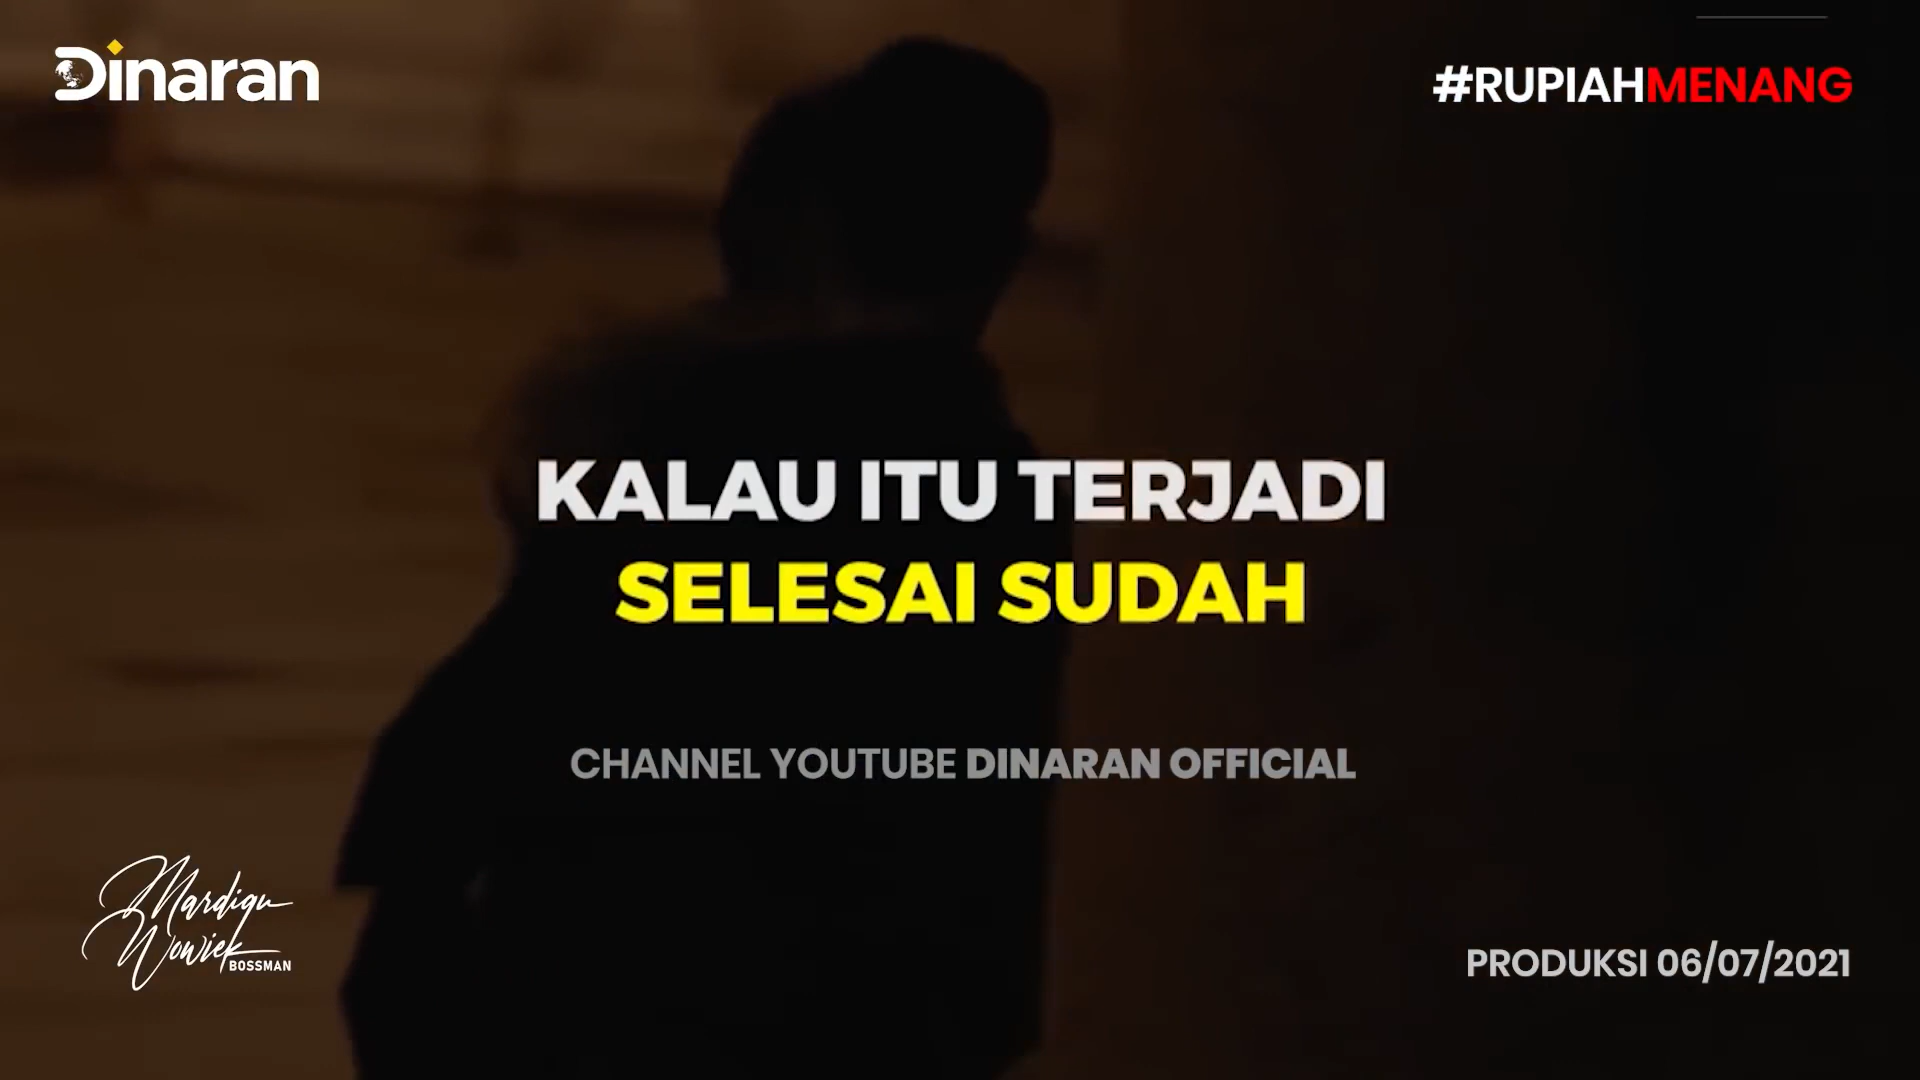 Dinaran
#RUPIAHMENANG
KALAU ITU TERJADI
SELESAI SUDAH
CHANNEL YOUTUBE DINARAN OFFICIAL
Mardigu
Wowiek
BOSSMAN
PRODUKSI 06/07/2021